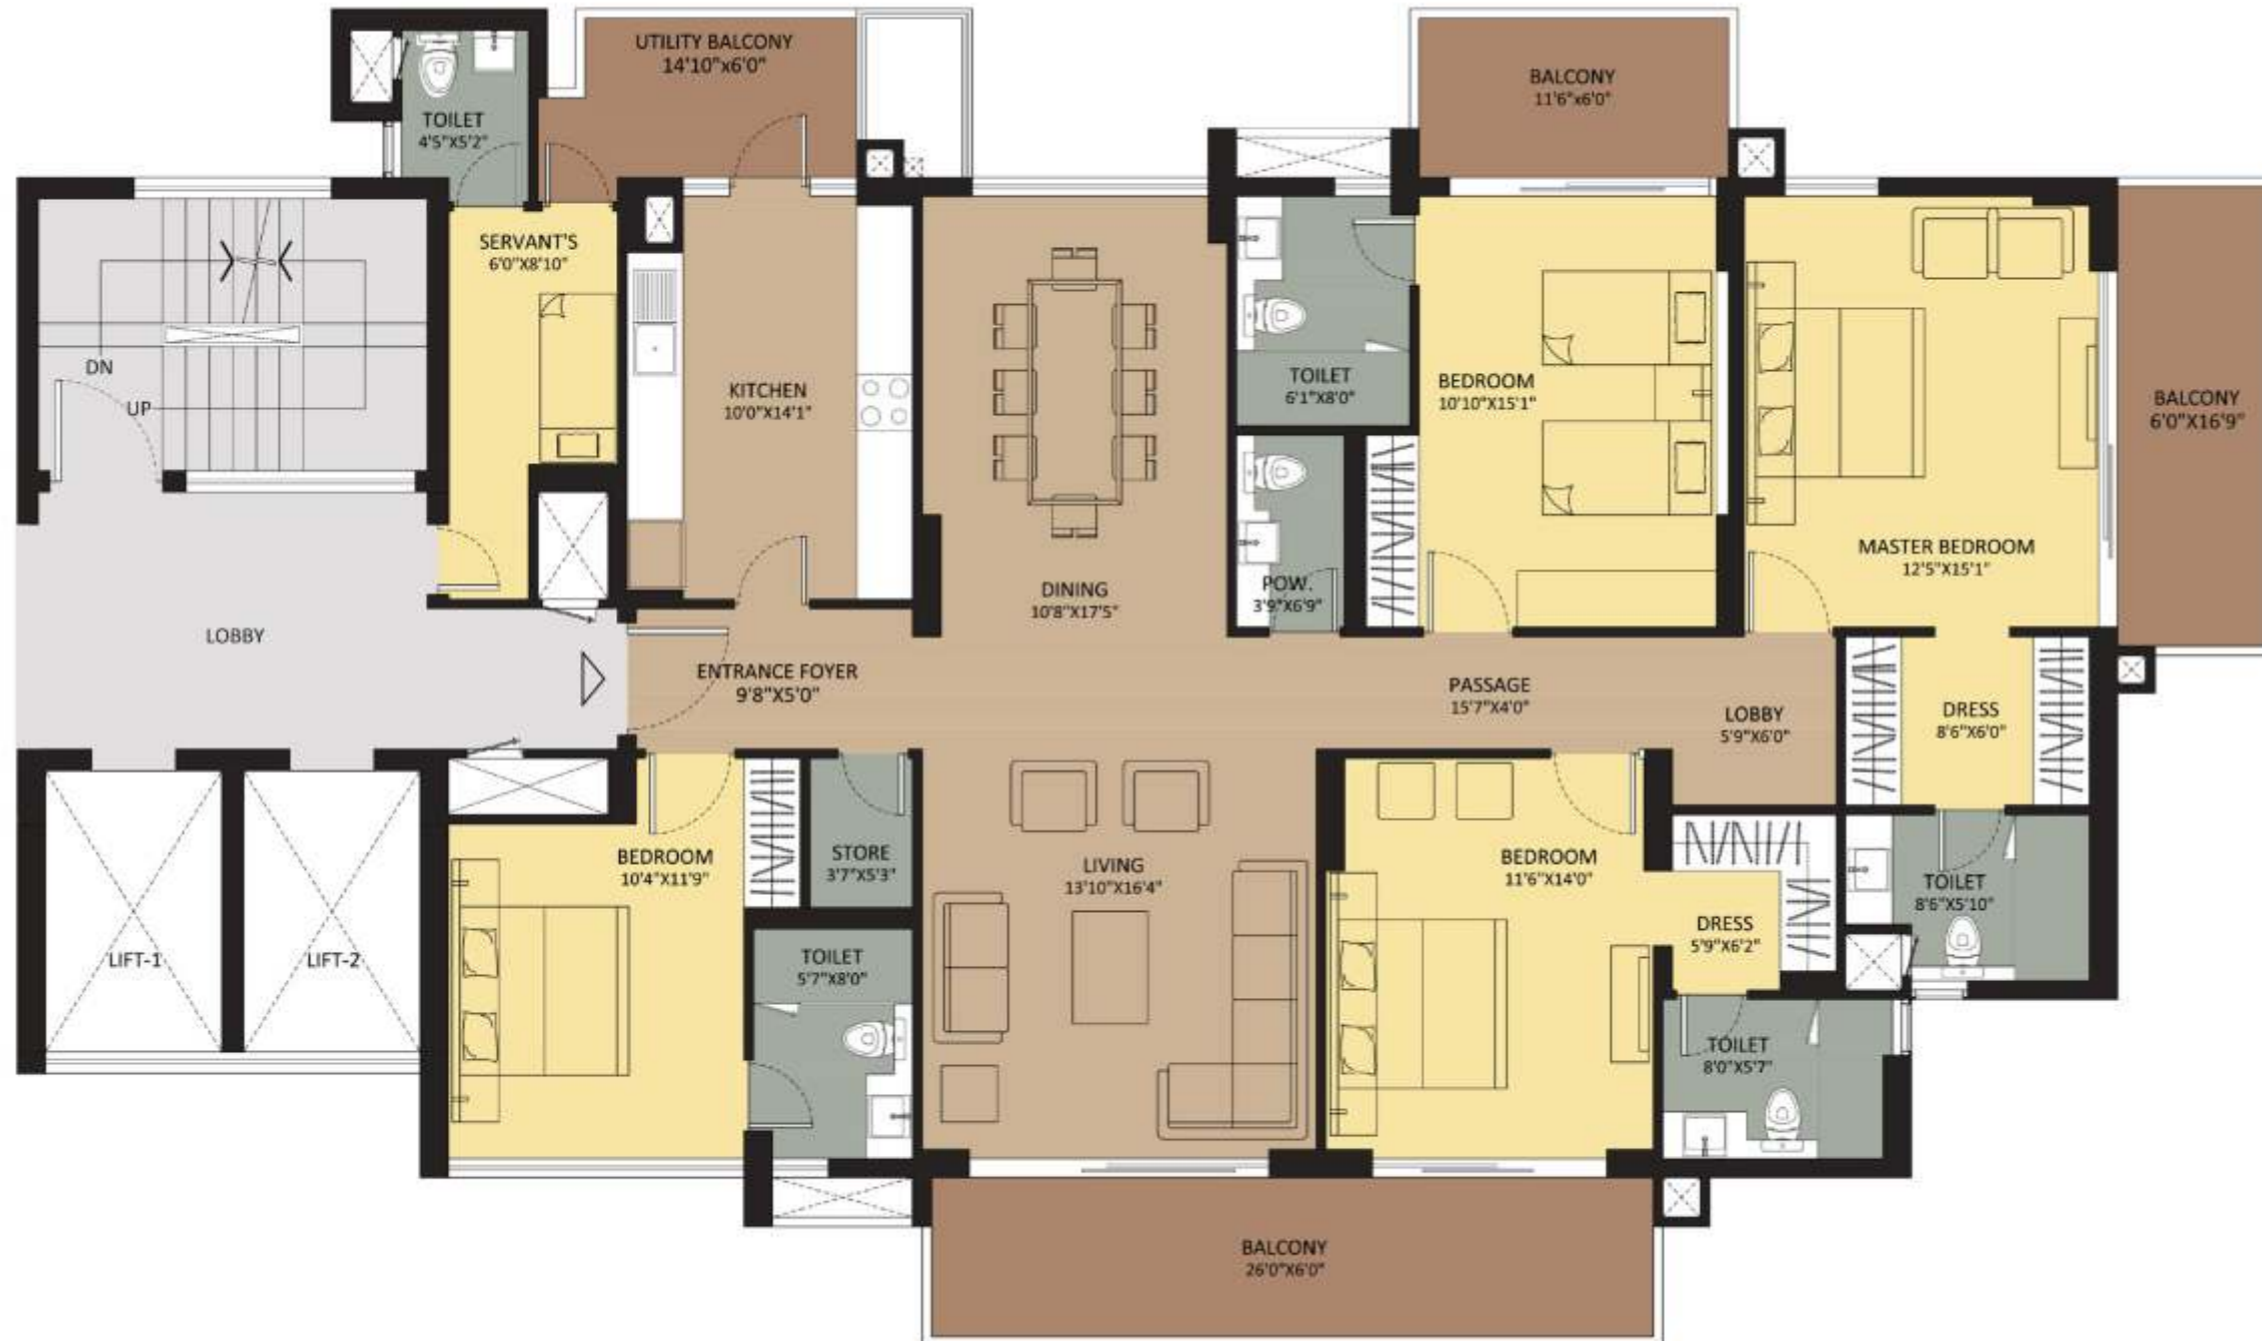 UTILITY BALCONY
14'10"x6'0"
BALCONY
11'6"x6'0"
TOILET
4'5"X5'2"
SERVANT'S
6'0"X8'10"
DN
UP
KITCHEN
10'0"X14'1"
TOILET
6'1"X8'0"
BEDROOM
10'10"X15'1"
BALCONY
6'0"X16'9"
MASTER BEDROOM
12'5"X15'1"
DINING
10'8"X17'5"
POW.
3'9"X6'9"
LOBBY
ENTRANCE FOYER
9'8"X5'0"
PASSAGE
15'7"X4'0"
LOBBY
5'9"X6'0"
DRESS
8'6"X6'0"
BEDROOM
10'4"X11'9"
STORE
3'7"X5'3"
LIVING
13'10"X16'4"
BEDROOM
11'6"X14'0"
DRESS
5'9"X6'2"
TOILET
8'6"X5'10"
LIFT-1
LIFT-2
TOILET
5'7"X8'0"
TOILET
8'0"X5'7"
BALCONY
26'0"X6'0"